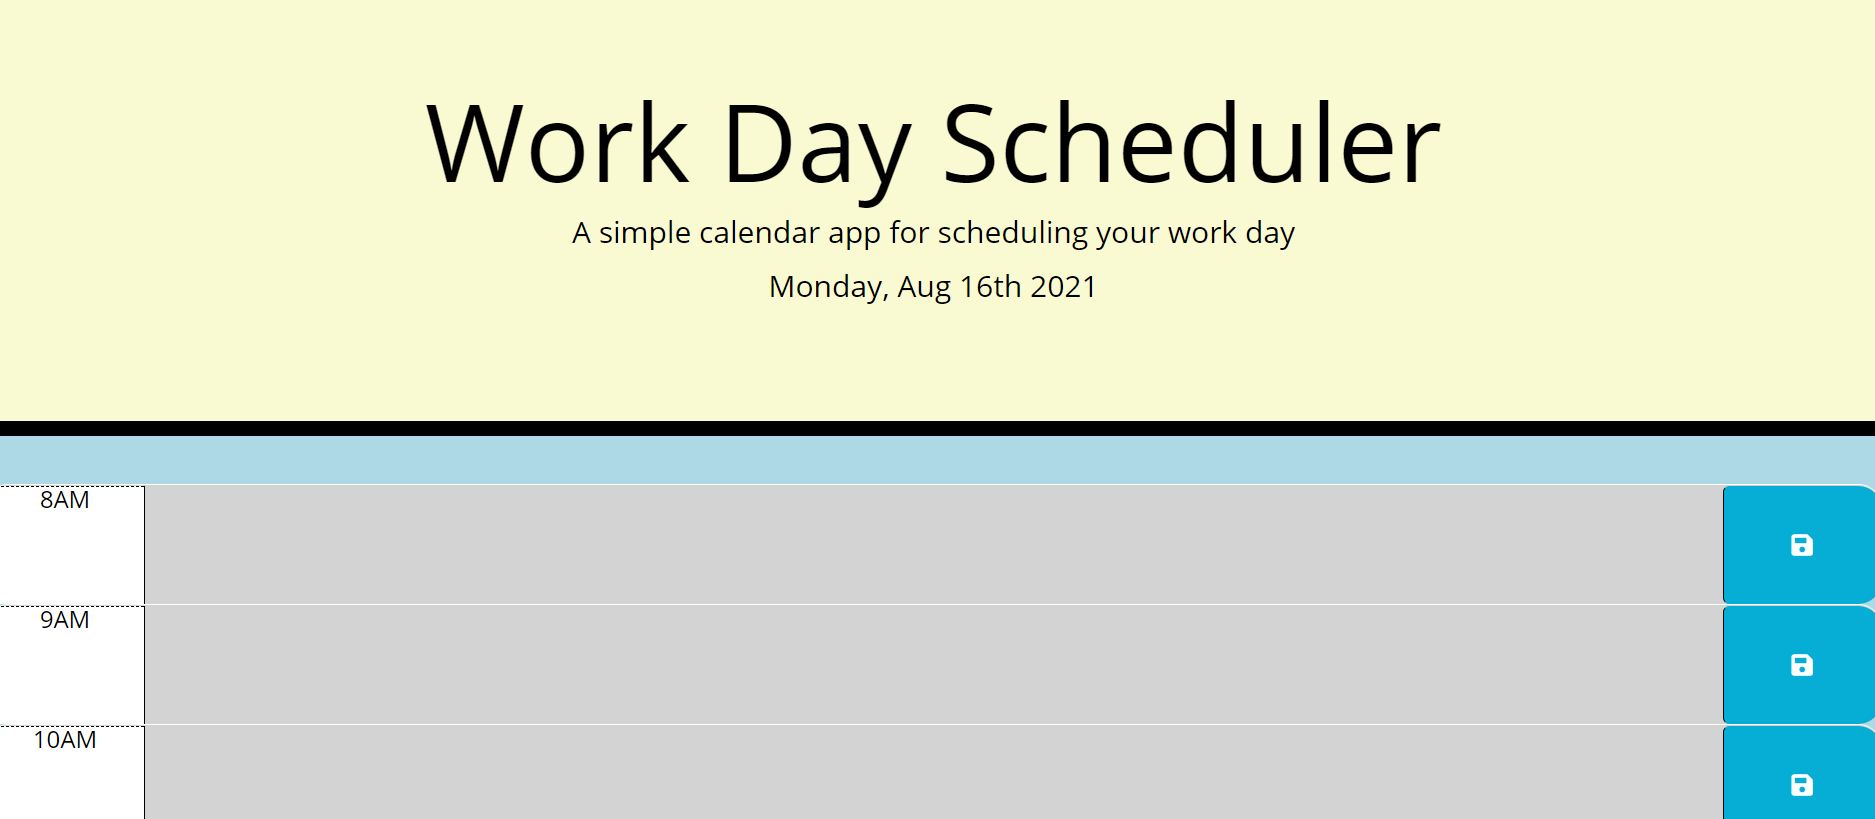 Work Day Scheduler
A simple calendar app for scheduling your work day
Monday, Aug 16th 2021
8AM
9AM
10AM